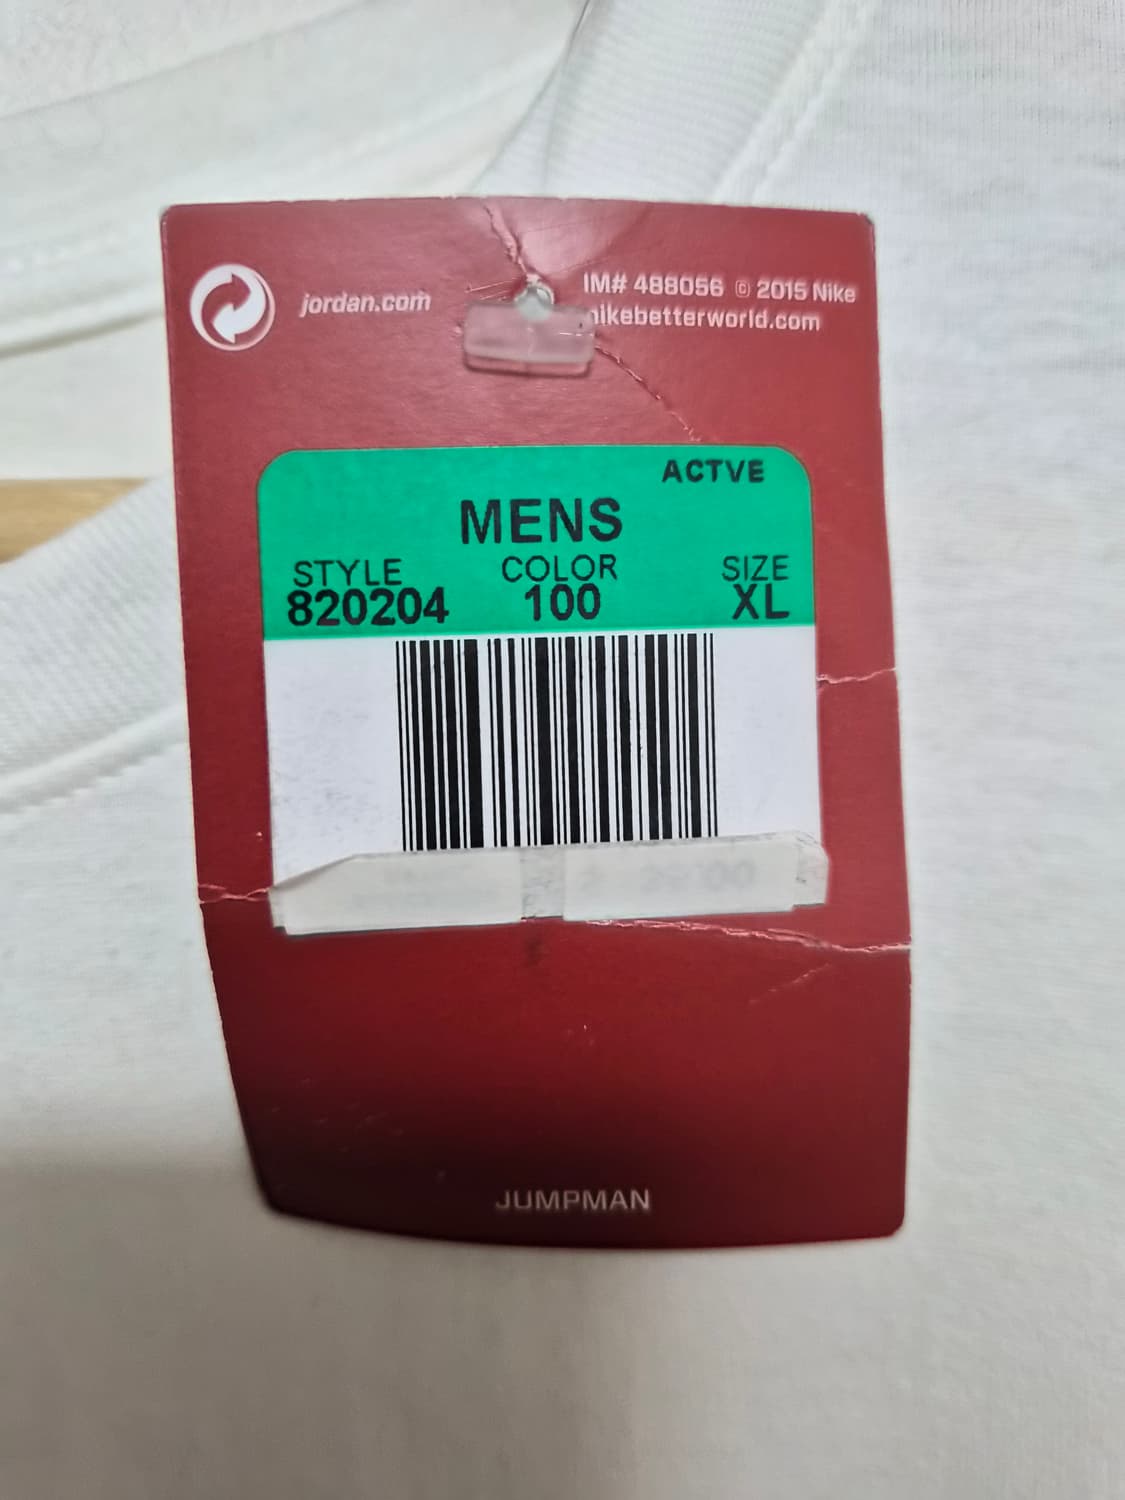 jordan.com
IM# 488056 © 2015 Nike
nikebetterworld.com
ACTVE
MENS
STYLE COLOR SIZE
820204 100 XL
JUMPMAN